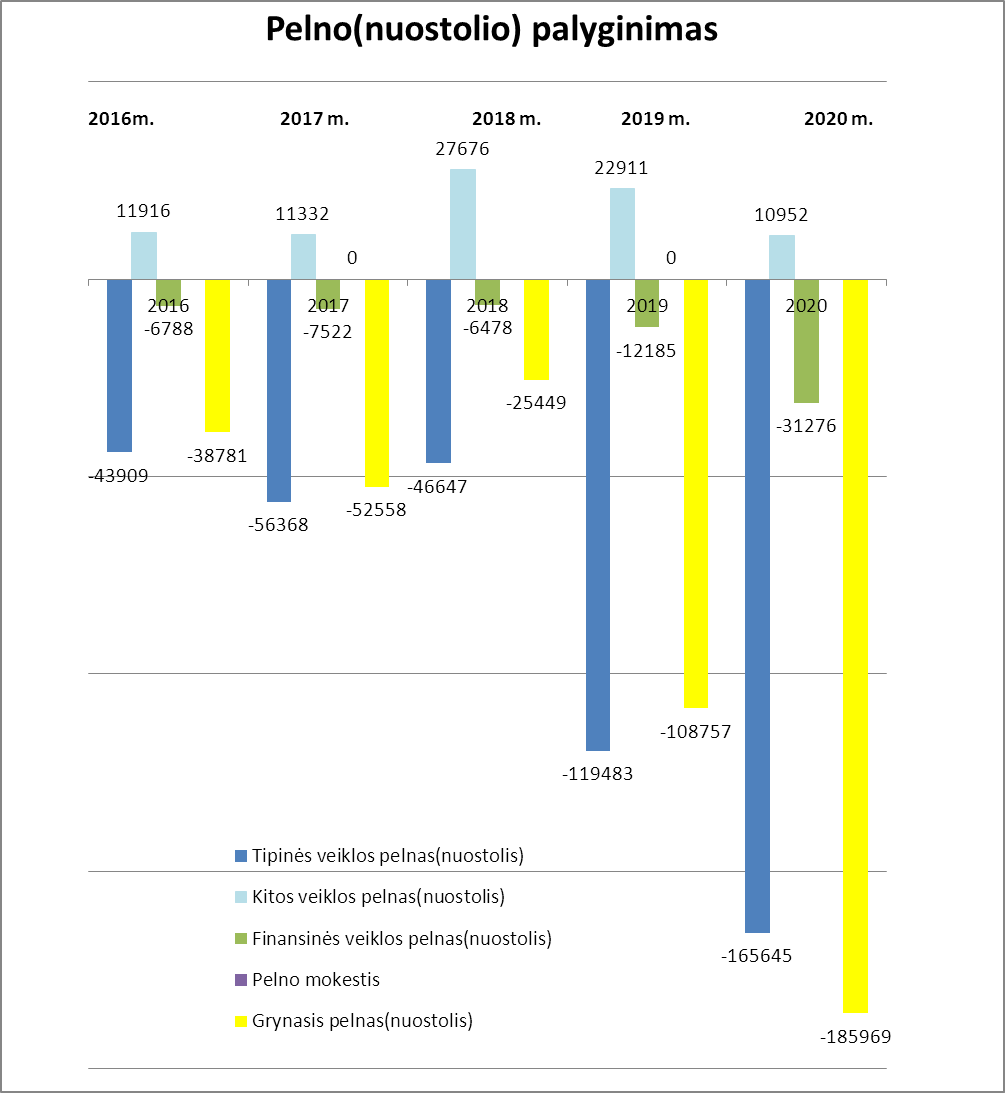 Pelno(nuostolio) palyginimas
2016m. 2017 m. 2018 m. 2019 m. 2020 m.
27676
22911
11916 11332 10952
0 0
2016 2017 2018 2019 2020
-6788 -7522 -6478 -12185
-25449
-31276
-38781
-43909 -46647
-52558
-56368
-108757
-119483
Tipinės veiklos pelnas(nuostolis)
Kitos veiklos pelnas(nuostolis)
Finansinės veiklos pelnas(nuostolis)
-165645
Pelno mokestis
Grynasis pelnas(nuostolis)
-185969